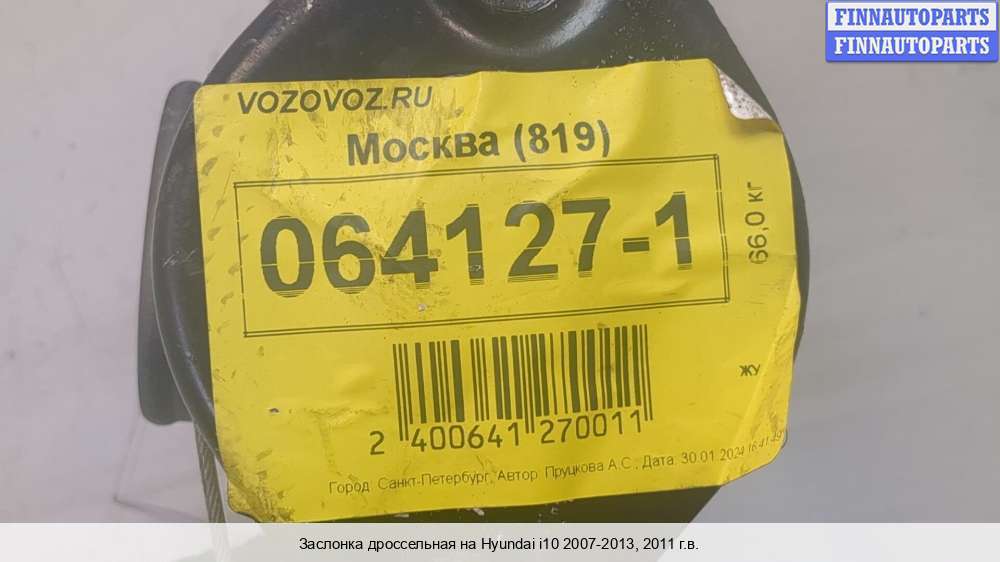 FINNAUTOPARTS
FINNAUTOPARTS
VOZOVOZ.RU
Москва (819)
064127-1
66,0 кг
жу
2 400641 270011
Город: Санкт-Петербург, Автор: Пруцкова А.С., Дата: 30.01.2024 16:41:49
Заслонка дроссельная на Hyundai i10 2007-2013, 2011 г.в.